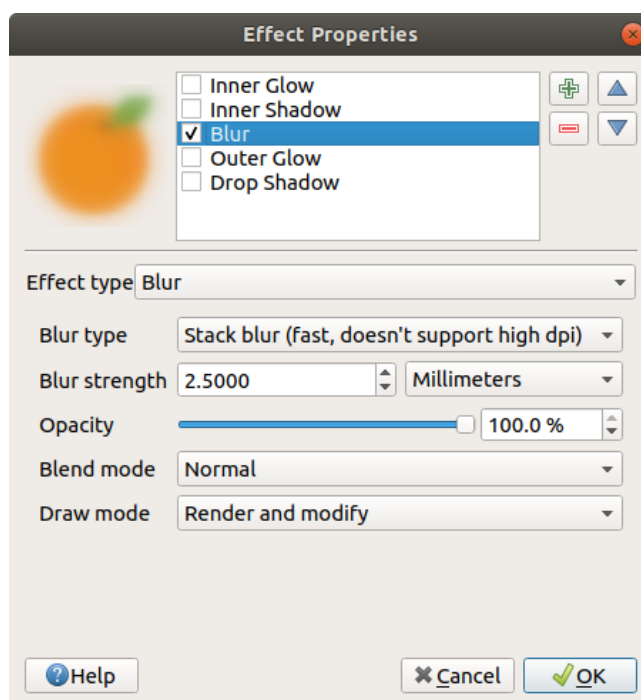 Effect Properties
Inner Glow
Inner Shadow
Blur
Outer Glow
Drop Shadow
Effect type Blur
Blur type Stack blur (fast, doesn't support high dpi)
Blur strength 2.5000 Millimeters
Opacity 100.0 %
Blend mode Normal
Draw mode Render and modify
Help Cancel OK